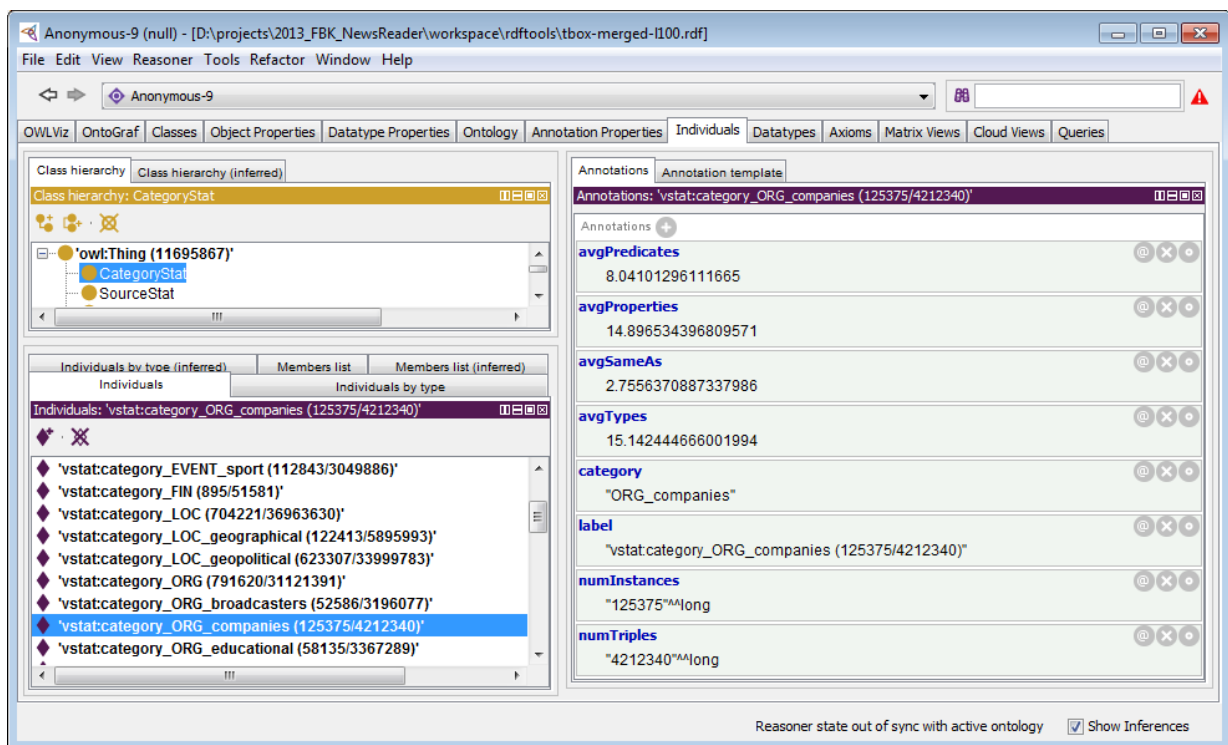 Anonymous-9 (null) - [D:\projects\2013_FBK_NewsReader\workspace\rdftools\tbox-merged-l100.rdf]
File Edit View Reasoner Tools Refactor Window Help
Anonymous-9
OWLViz OntoGraf Classes Object Properties Datatype Properties Ontology Annotation Properties Individuals Datatypes Axioms Matrix Views Cloud Views Queries
Class hierarchy Class hierarchy (inferred)
Class hierarchy: CategoryStat
'owl:Thing (11695867)'
CategoryStat
SourceStat
Individuals by type (inferred) Members list Members list (inferred)
Individuals Individuals by type
Individuals: 'vstat:category_ORG_companies (125375/4212340)'
'vstat:category_EVENT_sport (112843/3049886)'
'vstat:category_FIN (895/51581)'
'vstat:category_LOC (704221/36963630)'
'vstat:category_LOC_geographical (122413/5895993)'
'vstat:category_LOC_geopolitical (623307/33999783)'
'vstat:category_ORG (791620/31121391)'
'vstat:category_ORG_broadcasters (52586/3196077)'
'vstat:category_ORG_companies (125375/4212340)'
'vstat:category_ORG_educational (58135/3367289)'
Annotations Annotation template
Annotations: 'vstat:category_ORG_companies (125375/4212340)'
Annotations
avgPredicates
8.04101296111665
avgProperties
14.896534396809571
avgSameAs
2.7556370887337986
avgTypes
15.142444666001994
category
"ORG_companies"
label
"vstat:category_ORG_companies (125375/4212340)"
numInstances
"125375"^^long
numTriples
"4212340"^^long
Reasoner state out of sync with active ontology Show Inferences